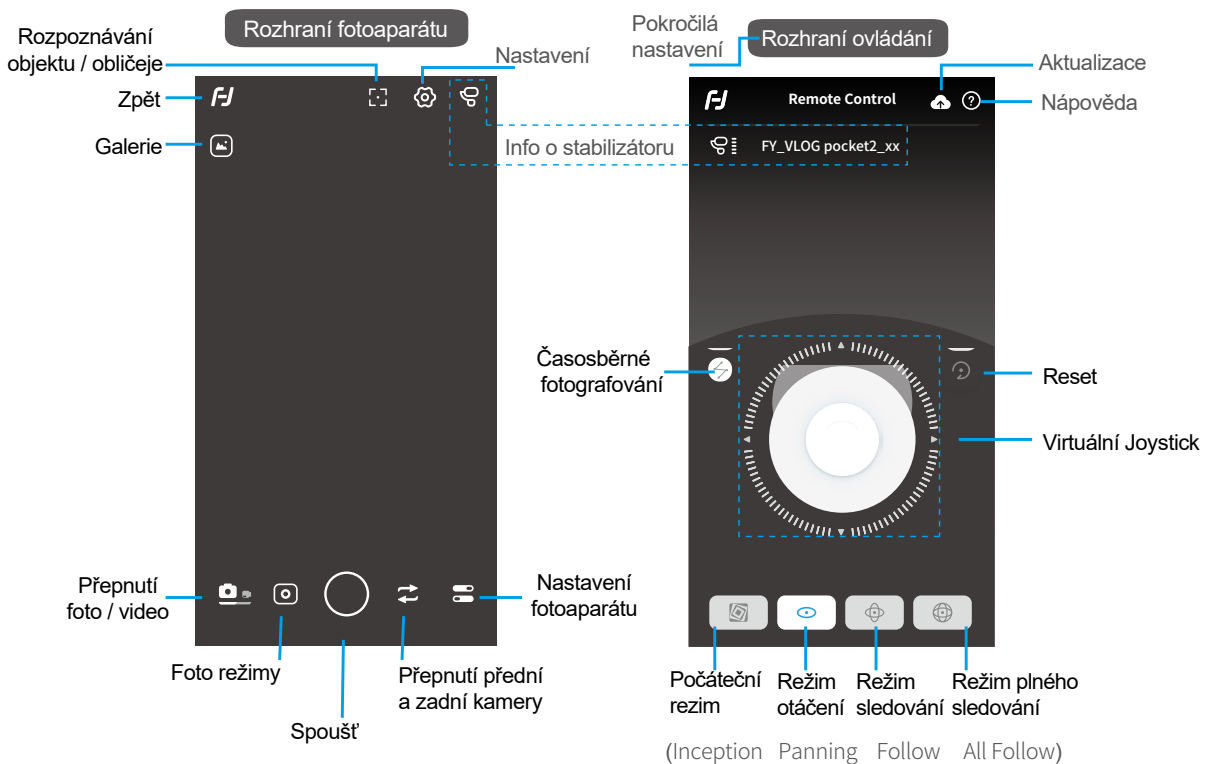 Rozhraní fotoaparátu
Rozpoznávání
objektu / obličeje
Nastavení
Zpět
Galerie
Info o stabilizátoru
Přepnutí
foto / video
Nastavení
fotoaparátu
Foto režimy
Přepnutí přední
a zadní kamery
Spoušť
Pokročilá
nastavení
Rozhraní ovládání
Aktualizace
Remote Control
Nápověda
FY_VLOG pocket2_xx
Časosběrné
fotografování
Reset
Virtuální Joystick
Počáteční
rezim
Režim
otáčení
Režim
sledování
Režim plného
sledování
(Inception Panning Follow All Follow)